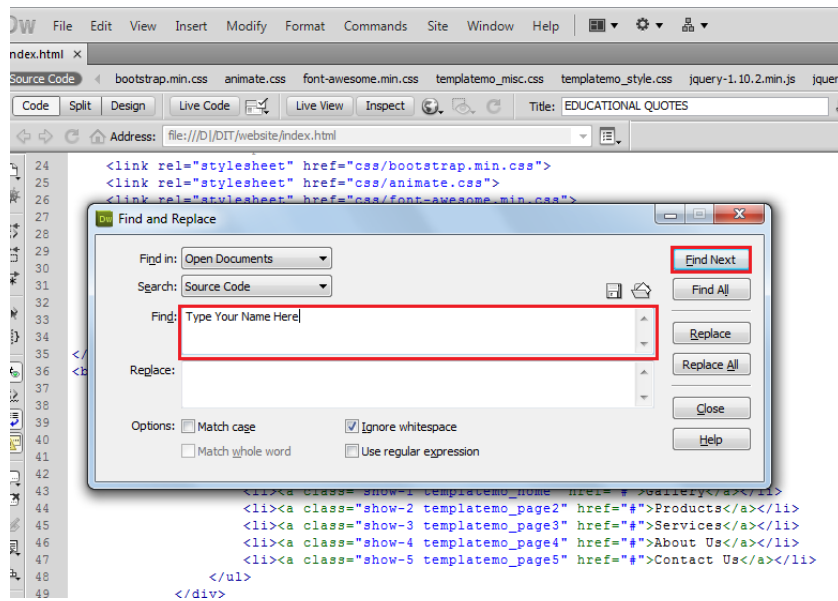 DW File Edit View Insert Modify Format Commands Site Window Help
ndex.html ×
Source Code bootstrap.min.css animate.css font-awesome.min.css templatemo_misc.css templatemo_style.css jquery-1.10.2.min.js
Code Split Design Live Code Live View Inspect Title: EDUCATIONAL QUOTES
Address: file:///D|/DIT/website/index.html
24 <link rel="stylesheet" href="css/bootstrap.min.css">
25 <link rel="stylesheet" href="css/animate.css">
26 <link rel="stylesheet" href="css/font-awesome.min.css">
27
28
29
30
31
32
33
34
35 </
36 <b
37
38
39
40
41
42
Find and Replace
Find in: Open Documents Find Next
Search: Source Code Find All
Find: Type Your Name Here
Replace
Replace: Replace All
Close
Options: Match case Ignore whitespace
Help
Match whole word Use regular expression
43 <li><a class="show-1 templatemo_home" href="#">Gallery</a></li>
44 <li><a class="show-2 templatemo_page2" href="#">Products</a></li>
45 <li><a class="show-3 templatemo_page3" href="#">Services</a></li>
46 <li><a class="show-4 templatemo_page4" href="#">About Us</a></li>
47 <li><a class="show-5 templatemo_page5" href="#">Contact Us</a></li>
48 </ul>
49 </div>